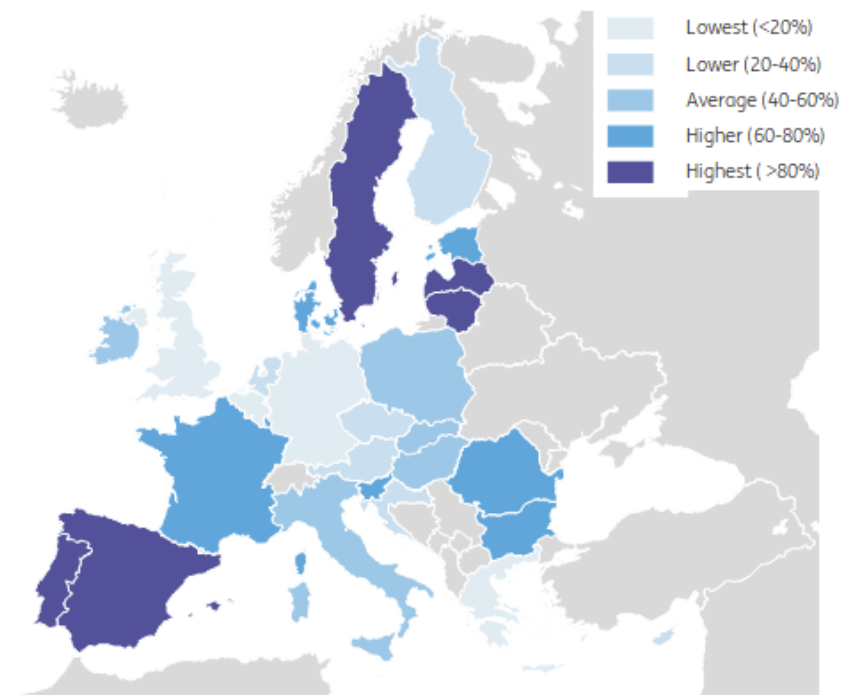 Lowest (<20%)
Lower (20-40%)
Average (40-60%)
Higher (60-80%)
Highest ( >80%)